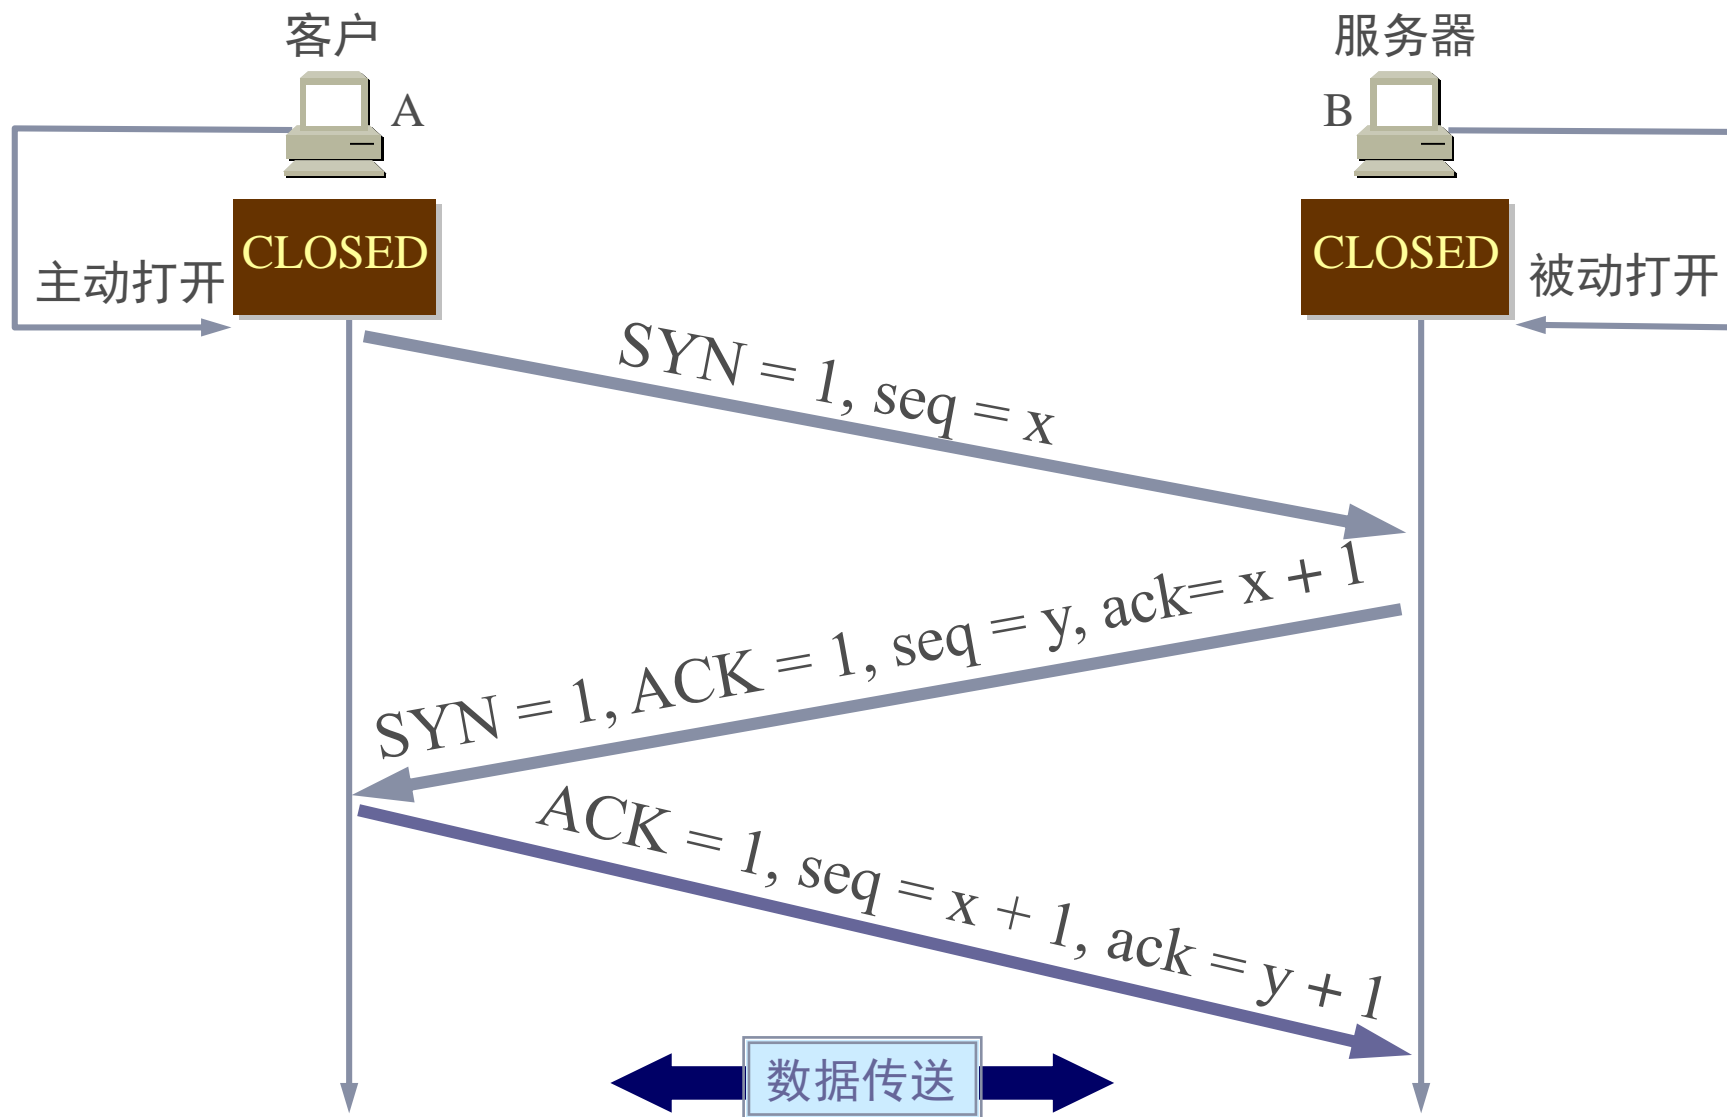 客户
服务器
A
B
CLOSED
CLOSED
主动打开
被动打开
SYN = 1, seq = x
SYN = 1, ACK = 1, seq = y, ack= x + 1
ACK = 1, seq = x + 1, ack = y + 1
数据传送